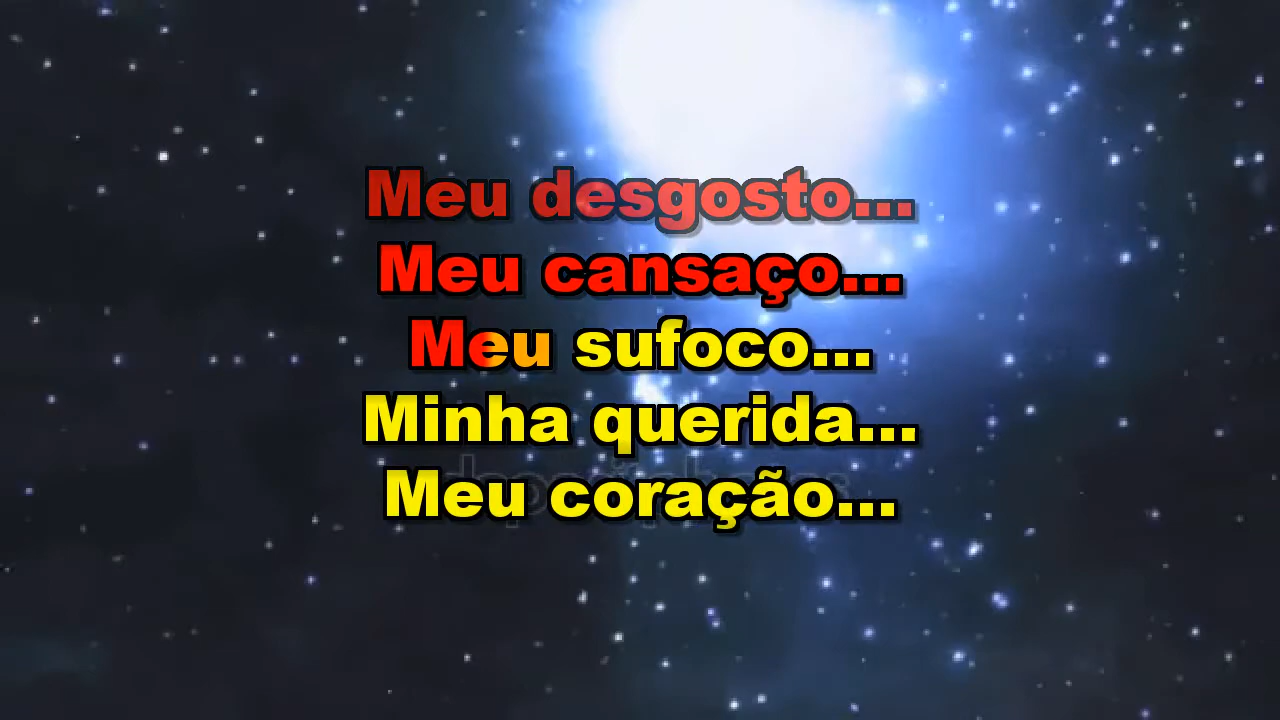 Meu desgosto...
Meu cansaço...
Meu sufoco...
Minha querida...
Meu coração...